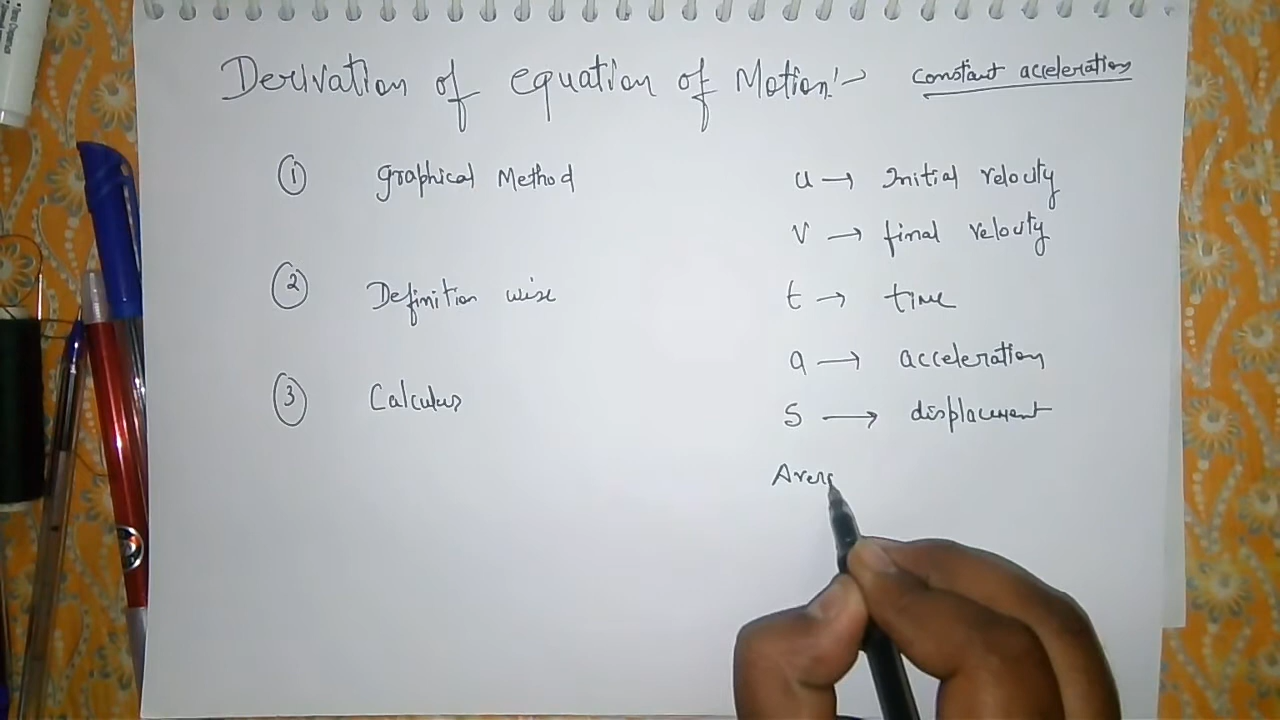 Derivation of equation of Motion:- constant acceleration
① Graphical Method
② Definition wise
③ Calculus
u → Initial velocity
v → final velocity
t → time
a → acceleration
S → displacement
Aver